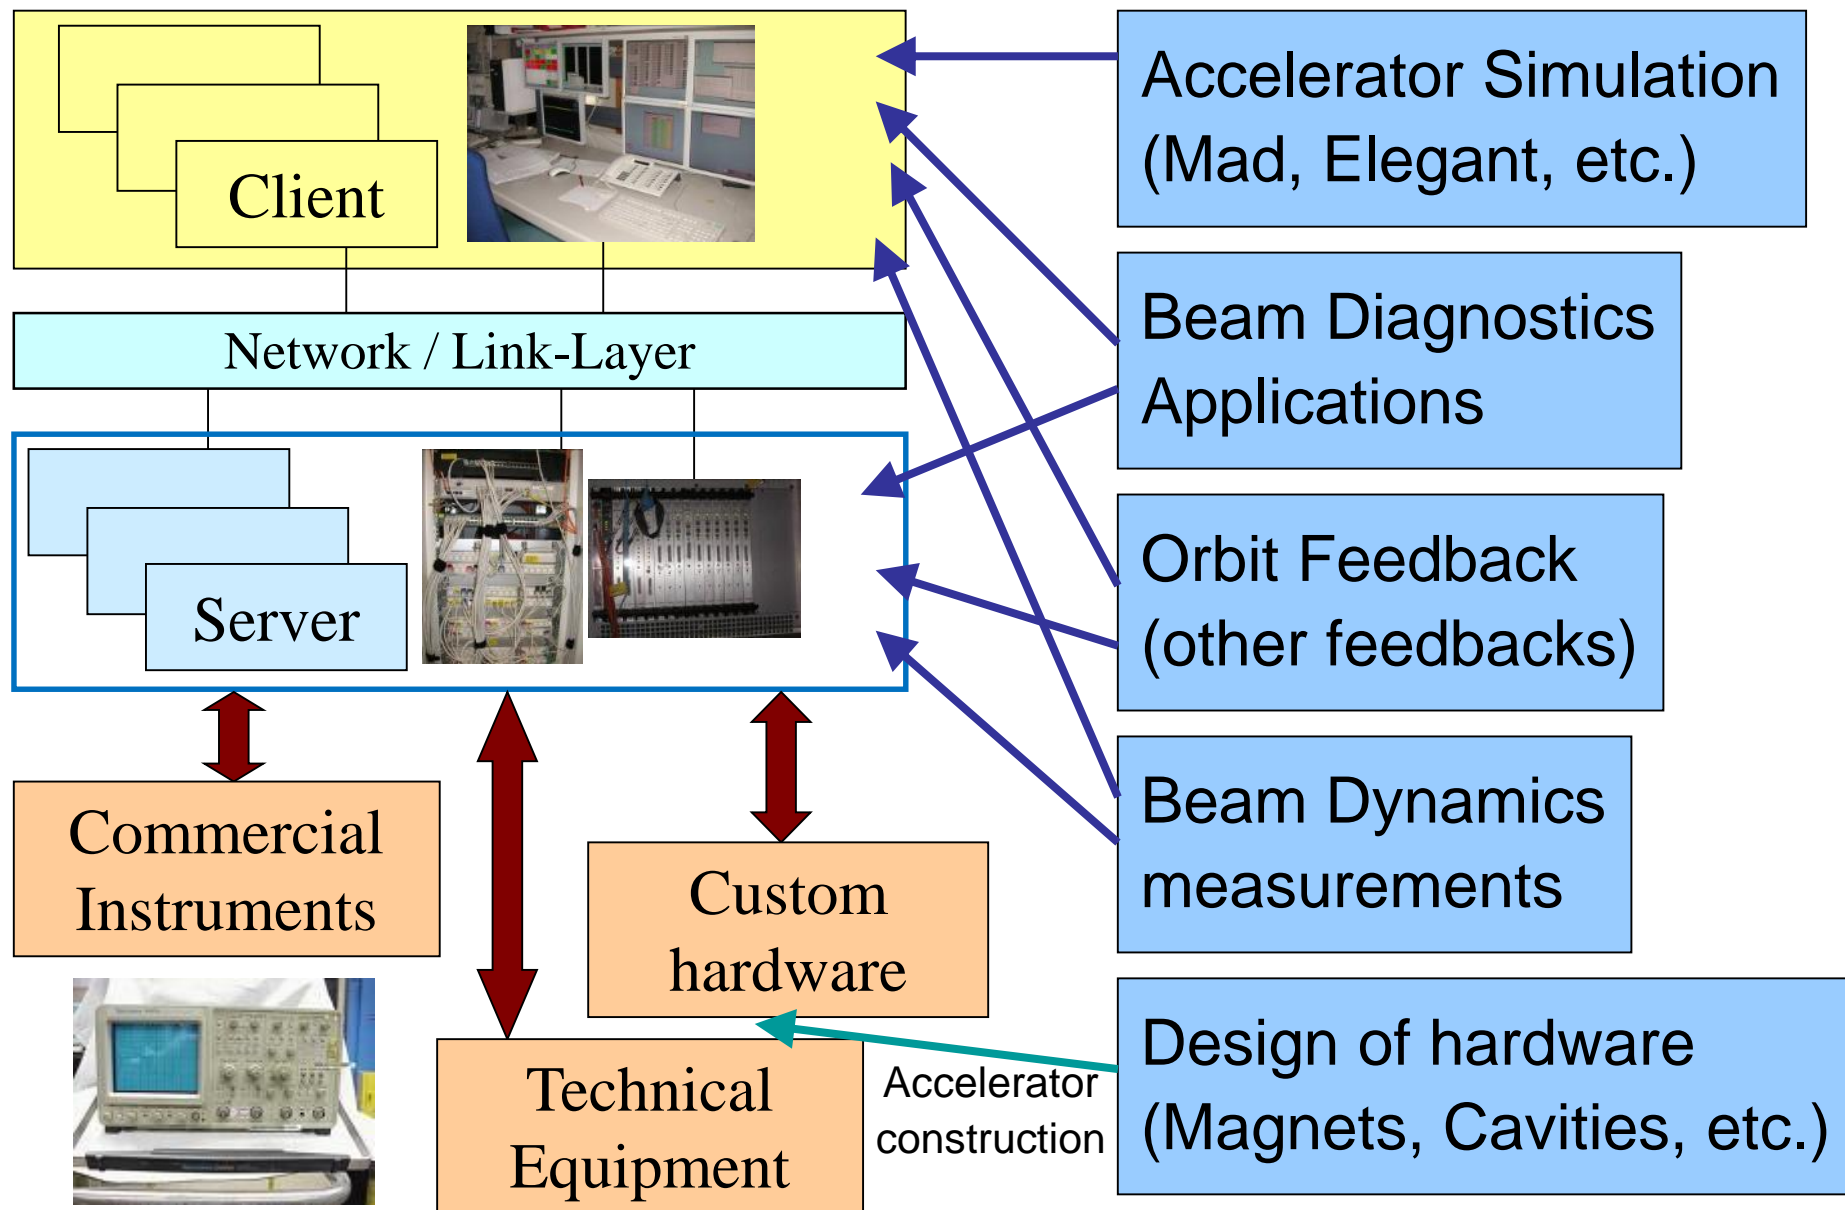 Client
Network / Link-Layer
Server
Commercial
Instruments
Custom
hardware
Technical
Equipment
Accelerator
construction
Accelerator Simulation
(Mad, Elegant, etc.)
Beam Diagnostics
Applications
Orbit Feedback
(other feedbacks)
Beam Dynamics
measurements
Design of hardware
(Magnets, Cavities, etc.)